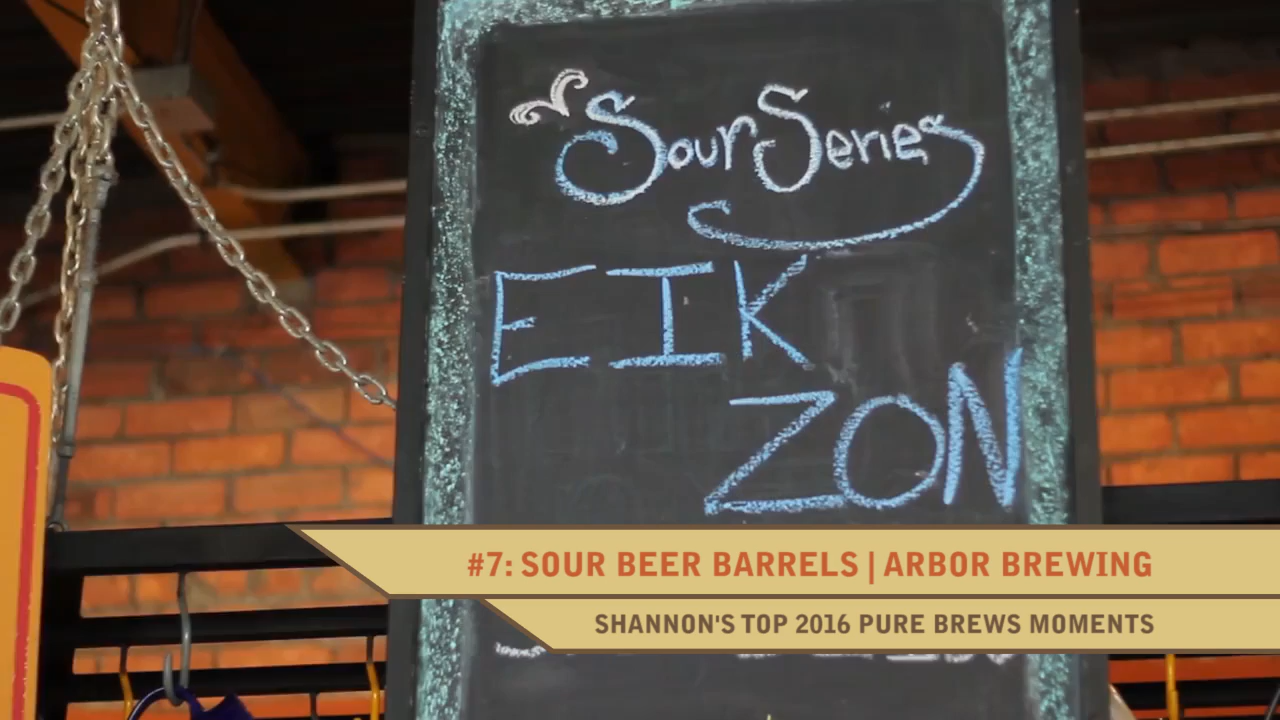 Sour Series
EIK
ZON
#7: SOUR BEER BARRELS | ARBOR BREWING
SHANNON'S TOP 2016 PURE BREWS MOMENTS